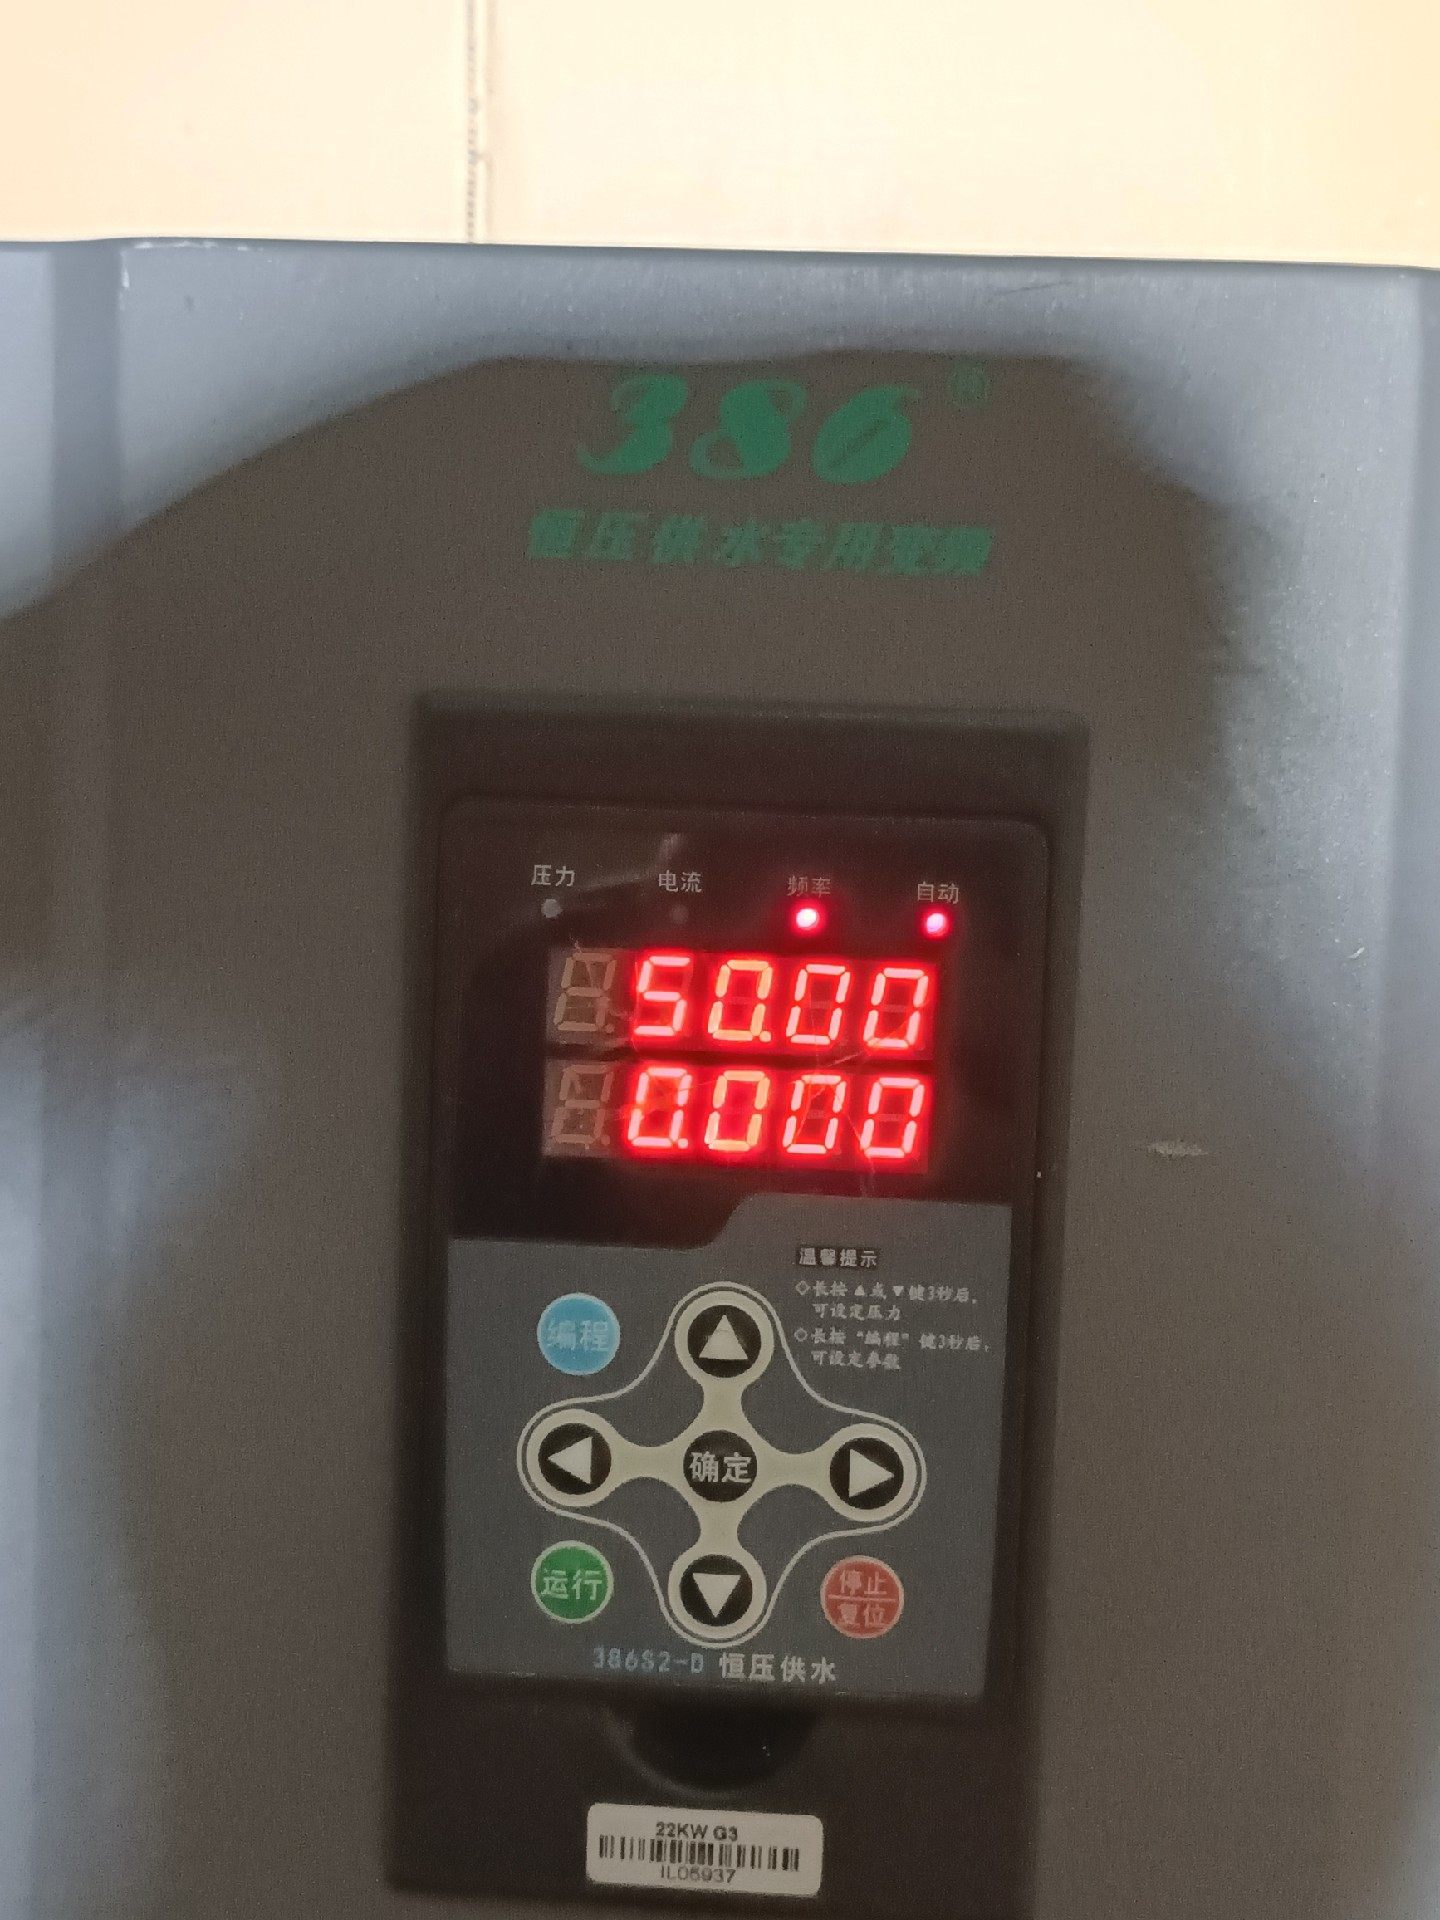 386®
恒压供水专用变频
压力 电流 频率 自动
50.00
0.000
温馨提示
◇长按▲或▼键3秒后，
可设定压力
◇长按“编程”键3秒后，
可设定参数
编程
确定
运行
停止
复位
386S2-D 恒压供水
22KW G3
IL05937